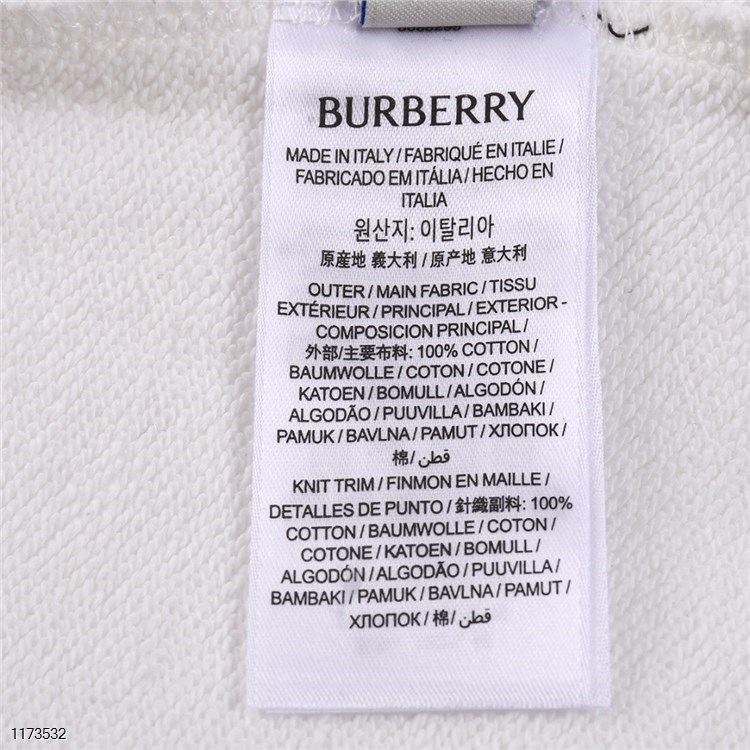 BURBERRY
MADE IN ITALY / FABRIQUÉ EN ITALIE /
FABRICADO EM ITÁLIA / HECHO EN
ITALIA
원산지: 이탈리아
原産地 義大利 / 原产地 意大利
OUTER / MAIN FABRIC / TISSU
EXTÉRIEUR / PRINCIPAL / EXTERIOR -
COMPOSICION PRINCIPAL /
外部/主要布料: 100% COTTON /
BAUMWOLLE / COTON / COTONE /
KATOEN / BOMULL / ALGODÓN /
ALGODÃO / PUUVILLA / BAMBAKI /
PAMUK / BAVLNA / PAMUT / ХЛОПОК /
棉/ قطن
KNIT TRIM / FINMON EN MAILLE /
DETALLES DE PUNTO / 針織副料: 100%
COTTON / BAUMWOLLE / COTON /
COTONE / KATOEN / BOMULL /
ALGODÓN / ALGODÃO / PUUVILLA /
BAMBAKI / PAMUK / BAVLNA / PAMUT /
ХЛОПОК / 棉/ قطن
1173532